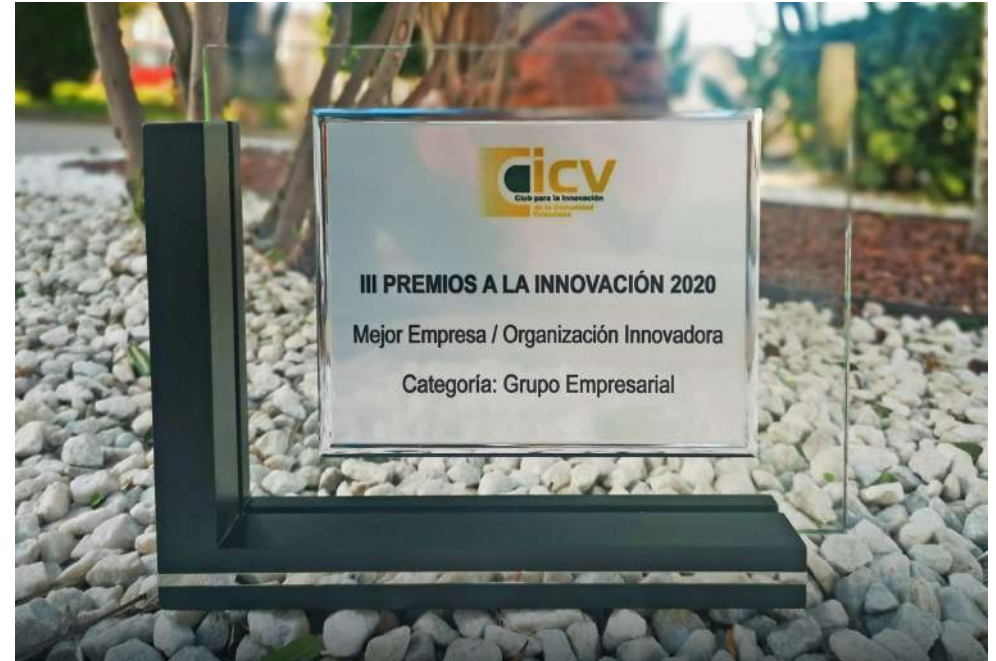 cicv
Club para la Innovación
de la Comunidad
Valenciana
III PREMIOS A LA INNOVACIÓN 2020
Mejor Empresa / Organización Innovadora
Categoría: Grupo Empresarial